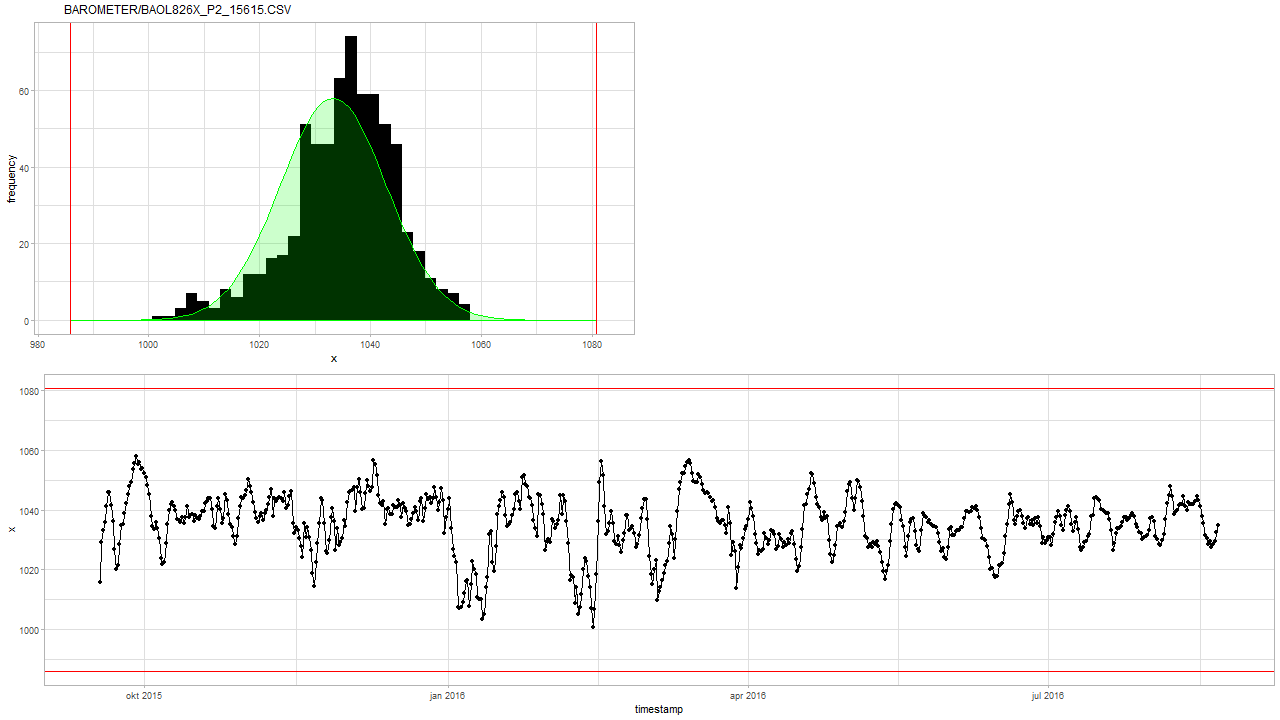 BAROMETER/BAOL826X_P2_15615.CSV
frequency
60
40
20
0
980 1000 1020 1040 1060 1080
x
x
1080
1060
1040
1020
1000
okt 2015 jan 2016 apr 2016 jul 2016
timestamp